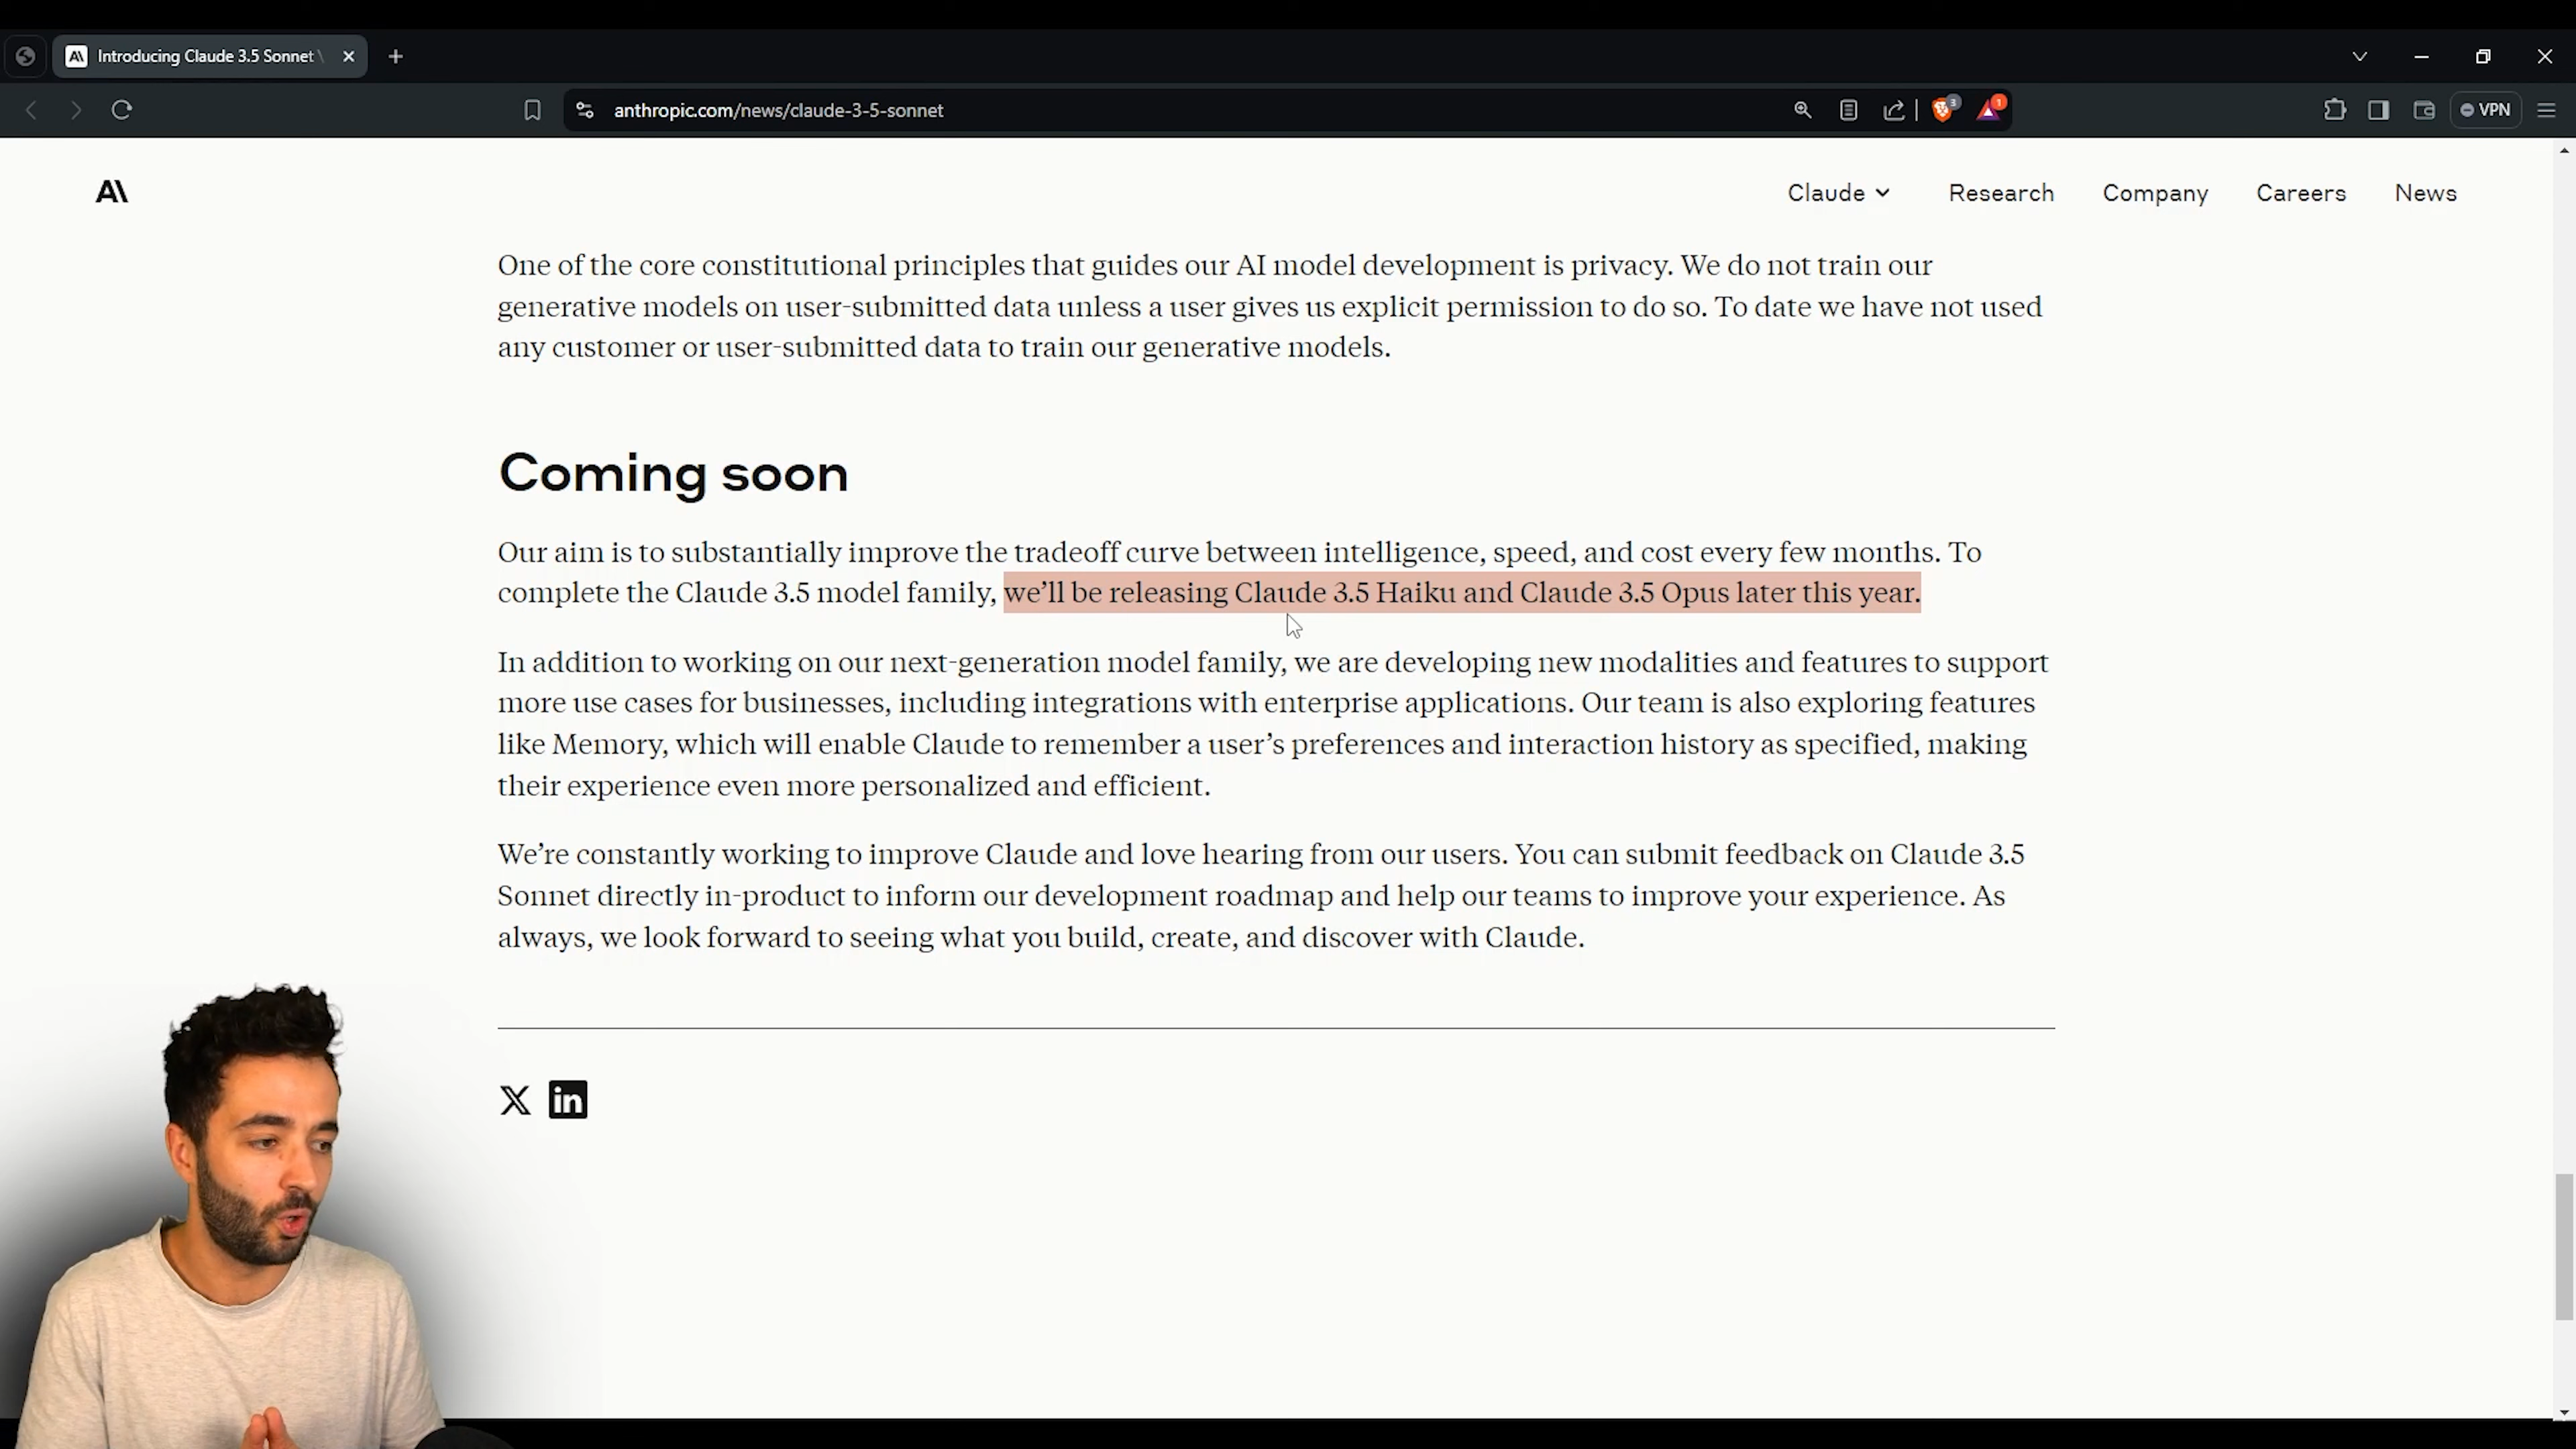 Introducing Claude 3.5 Sonnet \
anthropic.com/news/claude-3-5-sonnet
3
1
VPN
A\
Claude
Research
Company
Careers
News
One of the core constitutional principles that guides our AI model development is privacy. We do not train our
generative models on user-submitted data unless a user gives us explicit permission to do so. To date we have not used
any customer or user-submitted data to train our generative models.
Coming soon
Our aim is to substantially improve the tradeoff curve between intelligence, speed, and cost every few months. To
complete the Claude 3.5 model family, we’ll be releasing Claude 3.5 Haiku and Claude 3.5 Opus later this year.
In addition to working on our next-generation model family, we are developing new modalities and features to support
more use cases for businesses, including integrations with enterprise applications. Our team is also exploring features
like Memory, which will enable Claude to remember a user’s preferences and interaction history as specified, making
their experience even more personalized and efficient.
We’re constantly working to improve Claude and love hearing from our users. You can submit feedback on Claude 3.5
Sonnet directly in-product to inform our development roadmap and help our teams to improve your experience. As
always, we look forward to seeing what you build, create, and discover with Claude.
X in